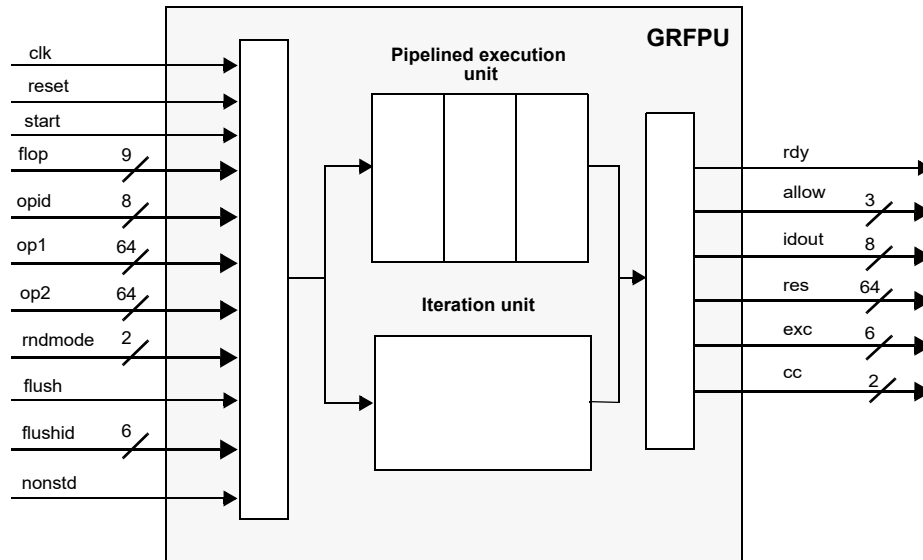 GRFPU
clk
reset
start
flop 9
opid 8
op1 64
op2 64
rndmode 2
flush
flushid 6
nonstd
Pipelined execution
unit
Iteration unit
rdy
allow 3
idout 8
res 64
exc 6
cc 2